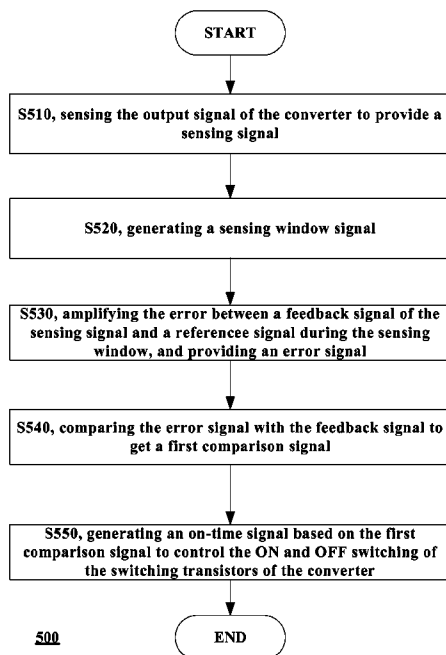 START
S510, sensing the output signal of the converter to provide a
sensing signal
S520, generating a sensing window signal
S530, amplifying the error between a feedback signal of the
sensing signal and a referencee signal during the sensing
window, and providing an error signal
S540, comparing the error signal with the feedback signal to
get a first comparison signal
S550, generating an on-time signal based on the first
comparison signal to control the ON and OFF switching of
the switching transistors of the converter
500
END